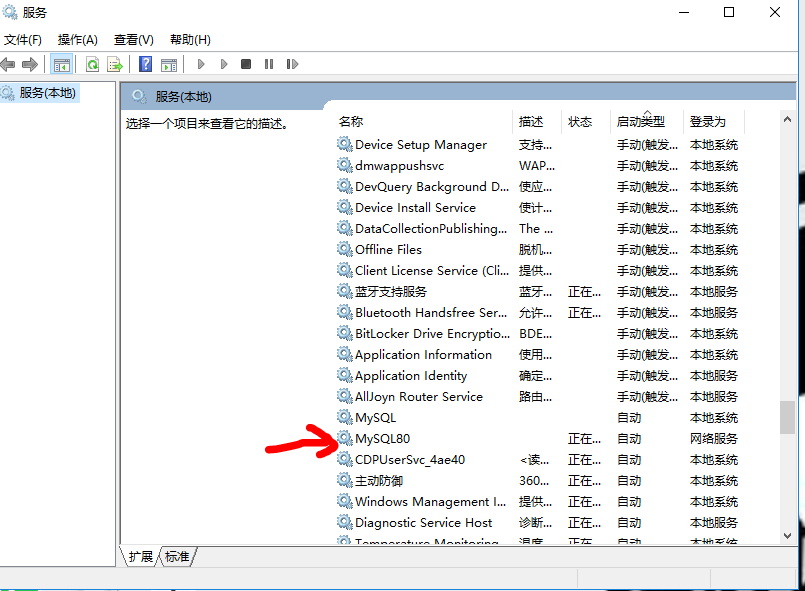 服务
文件(F) 操作(A) 查看(V) 帮助(H)
服务(本地)
服务(本地)
选择一个项目来查看它的描述。
名称 描述 状态 启动类型 登录为
Device Setup Manager 支持... 手动(触发... 本地系统
dmwappushsvc WAP... 手动(触发... 本地系统
DevQuery Background D... 使应... 手动(触发... 本地系统
Device Install Service 使计... 手动(触发... 本地系统
DataCollectionPublishing... The ... 手动(触发... 本地系统
Offline Files 脱机... 手动(触发... 本地系统
Client License Service (Cli... 提供... 手动(触发... 本地系统
蓝牙支持服务 蓝牙... 正在... 手动(触发... 本地服务
Bluetooth Handsfree Ser... 允许... 正在... 手动(触发... 本地服务
BitLocker Drive Encryptio... BDE... 手动(触发... 本地系统
Application Information 使用... 手动(触发... 本地系统
Application Identity 确定... 手动(触发... 本地服务
AllJoyn Router Service 路由... 手动(触发... 本地服务
MySQL 自动 本地系统
MySQL80 正在... 自动 网络服务
CDPUserSvc_4ae40 <读... 正在... 自动 本地系统
主动防御 360... 正在... 自动 本地系统
Windows Management I... 提供... 正在... 自动 本地系统
Diagnostic Service Host 诊断... 正在... 自动 本地服务
Temperature Monitoring 温度 正在 自动 本地系统
扩展 标准